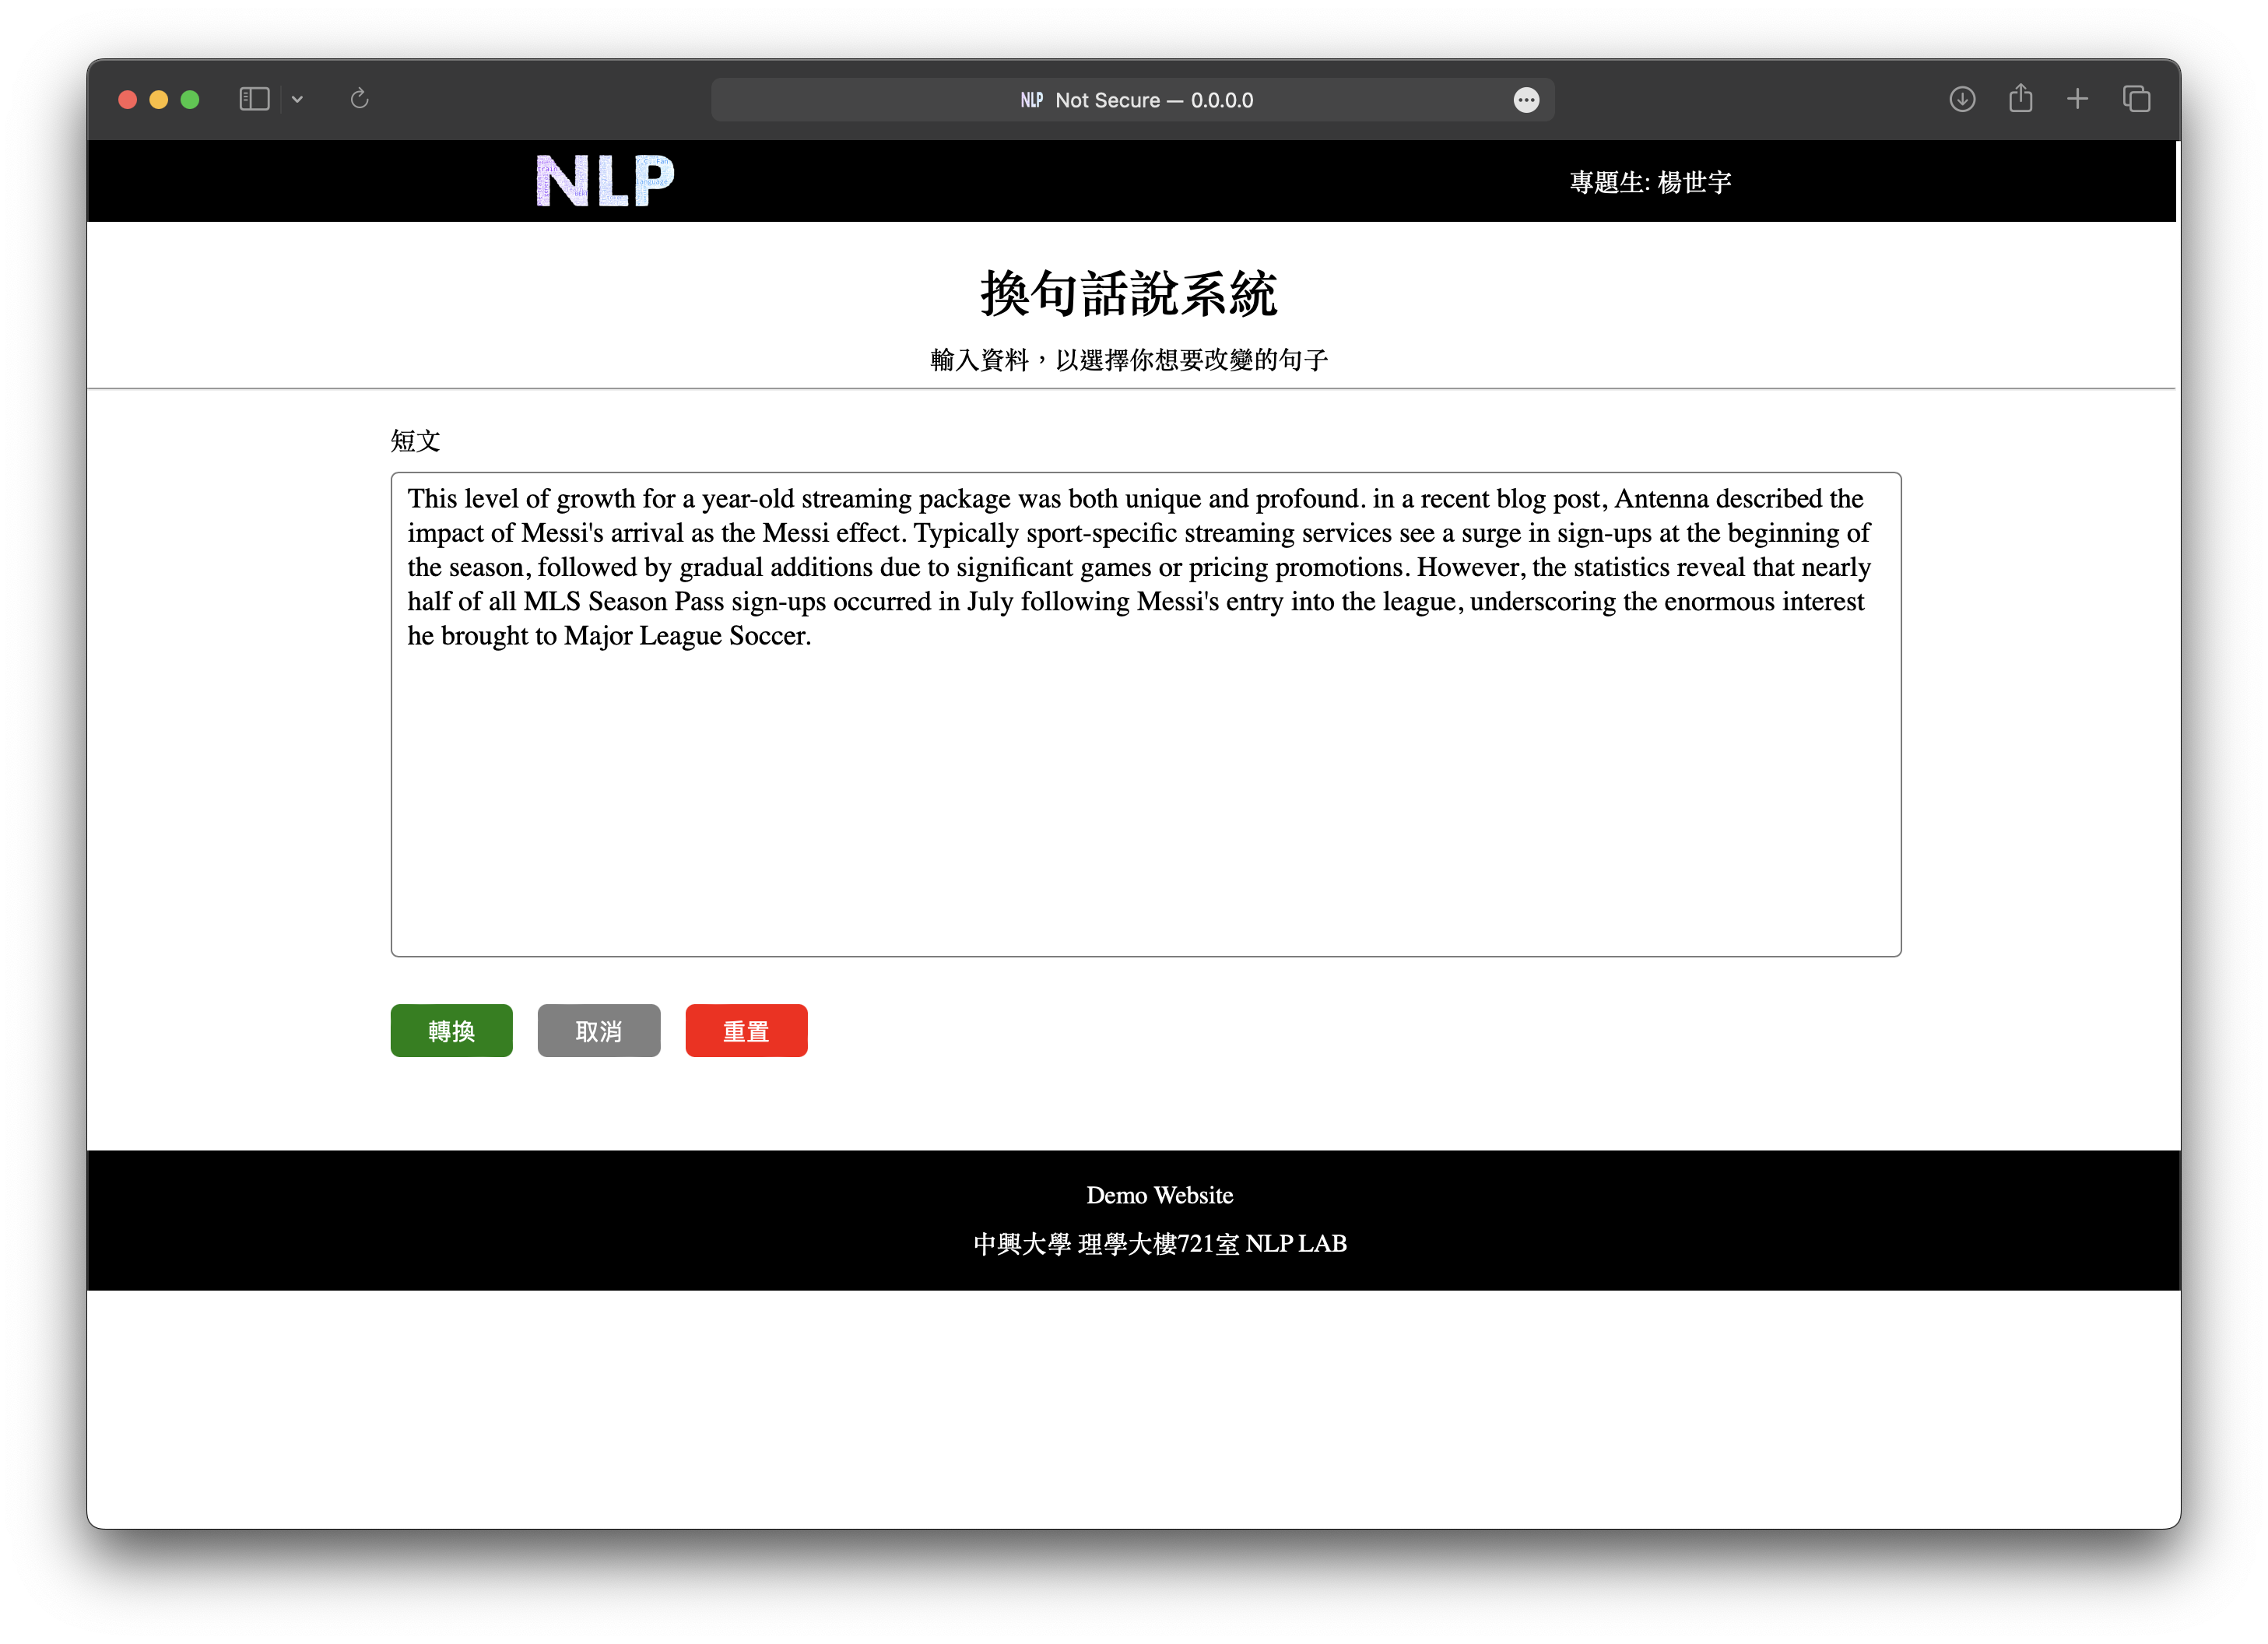 NLP Not Secure — 0.0.0.0
NLP
專題生: 楊世宇
換句話說系統
輸入資料，以選擇你想要改變的句子
短文
This level of growth for a year-old streaming package was both unique and profound. in a recent blog post, Antenna described the
impact of Messi's arrival as the Messi effect. Typically sport-specific streaming services see a surge in sign-ups at the beginning of
the season, followed by gradual additions due to significant games or pricing promotions. However, the statistics reveal that nearly
half of all MLS Season Pass sign-ups occurred in July following Messi's entry into the league, underscoring the enormous interest
he brought to Major League Soccer.
轉換 取消 重置
Demo Website
中興大學 理學大樓721室 NLP LAB